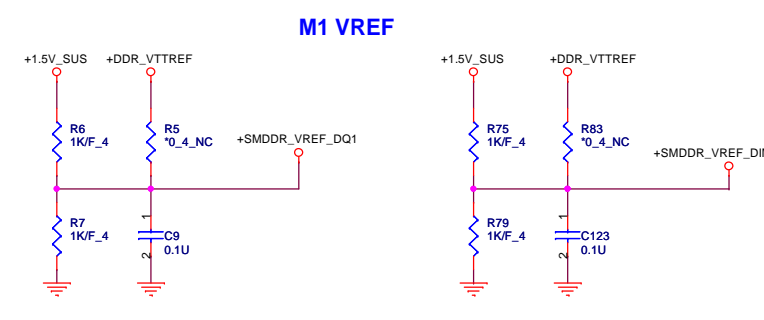 M1 VREF
+1.5V_SUS
+DDR_VTTREF
+1.5V_SUS
+DDR_VTTREF
R6
1K/F_4
R5
*0_4_NC
+SMDDR_VREF_DQ1
R75
1K/F_4
R83
*0_4_NC
+SMDDR_VREF_DI
R7
1K/F_4
1
C9
0.1U
2
R79
1K/F_4
1
C123
0.1U
2